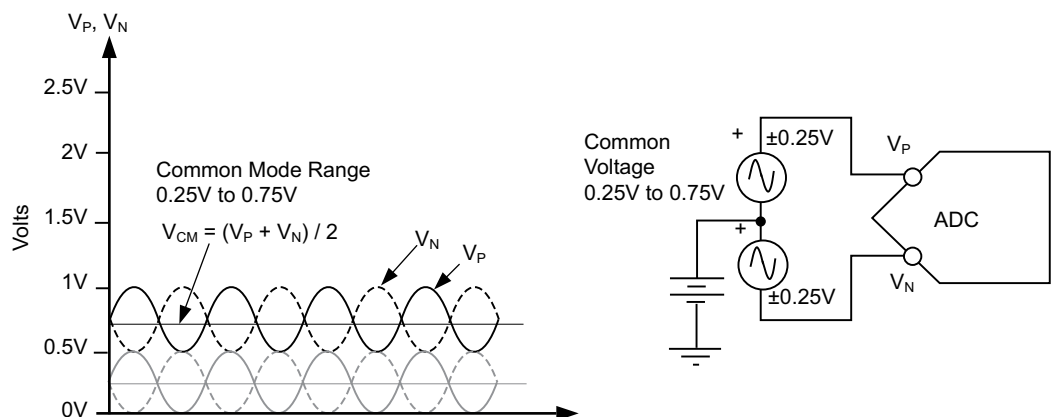 V_P, V_N
2.5V
2V
1.5V
1V
0.5V
0V
Volts
Common Mode Range
0.25V to 0.75V
V_CM = (V_P + V_N) / 2
V_N
V_P
Common
Voltage
0.25V to 0.75V
+
±0.25V
+
±0.25V
V_P
ADC
V_N